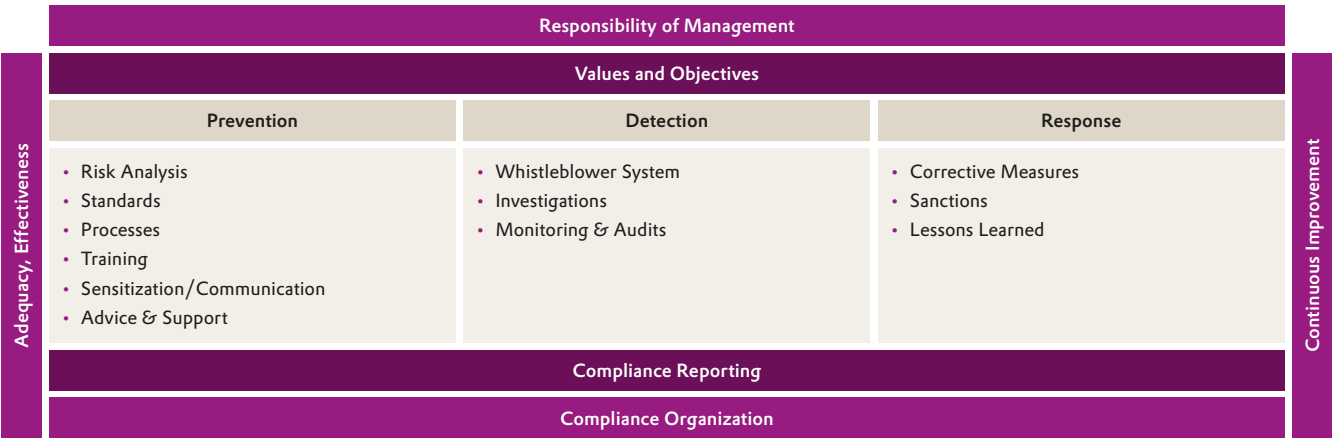 Responsibility of Management
Adequacy, Effectiveness
Values and Objectives
Continuous Improvement
Prevention
• Risk Analysis
• Standards
• Processes
• Training
• Sensitization/Communication
• Advice & Support
Detection
• Whistleblower System
• Investigations
• Monitoring & Audits
Response
• Corrective Measures
• Sanctions
• Lessons Learned
Compliance Reporting
Compliance Organization